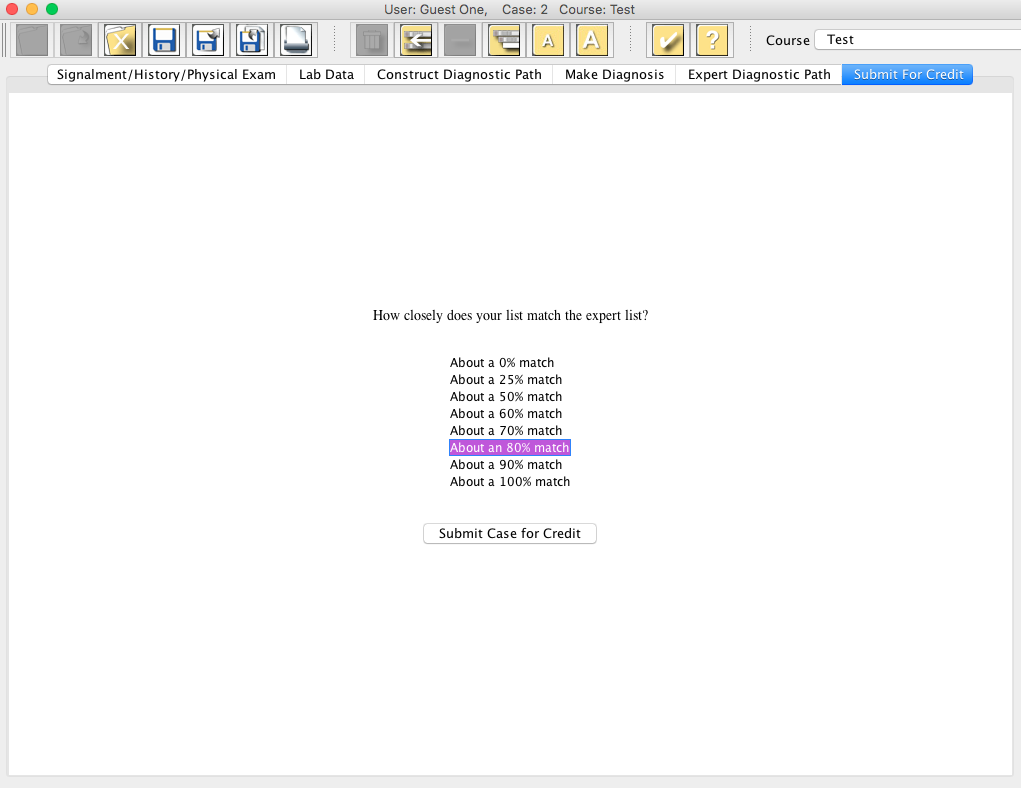 User: Guest One,    Case: 2   Course: Test
A A ? Course Test
Signalment/History/Physical Exam Lab Data Construct Diagnostic Path Make Diagnosis Expert Diagnostic Path Submit For Credit
How closely does your list match the expert list?
About a 0% match
About a 25% match
About a 50% match
About a 60% match
About a 70% match
About an 80% match
About a 90% match
About a 100% match
Submit Case for Credit